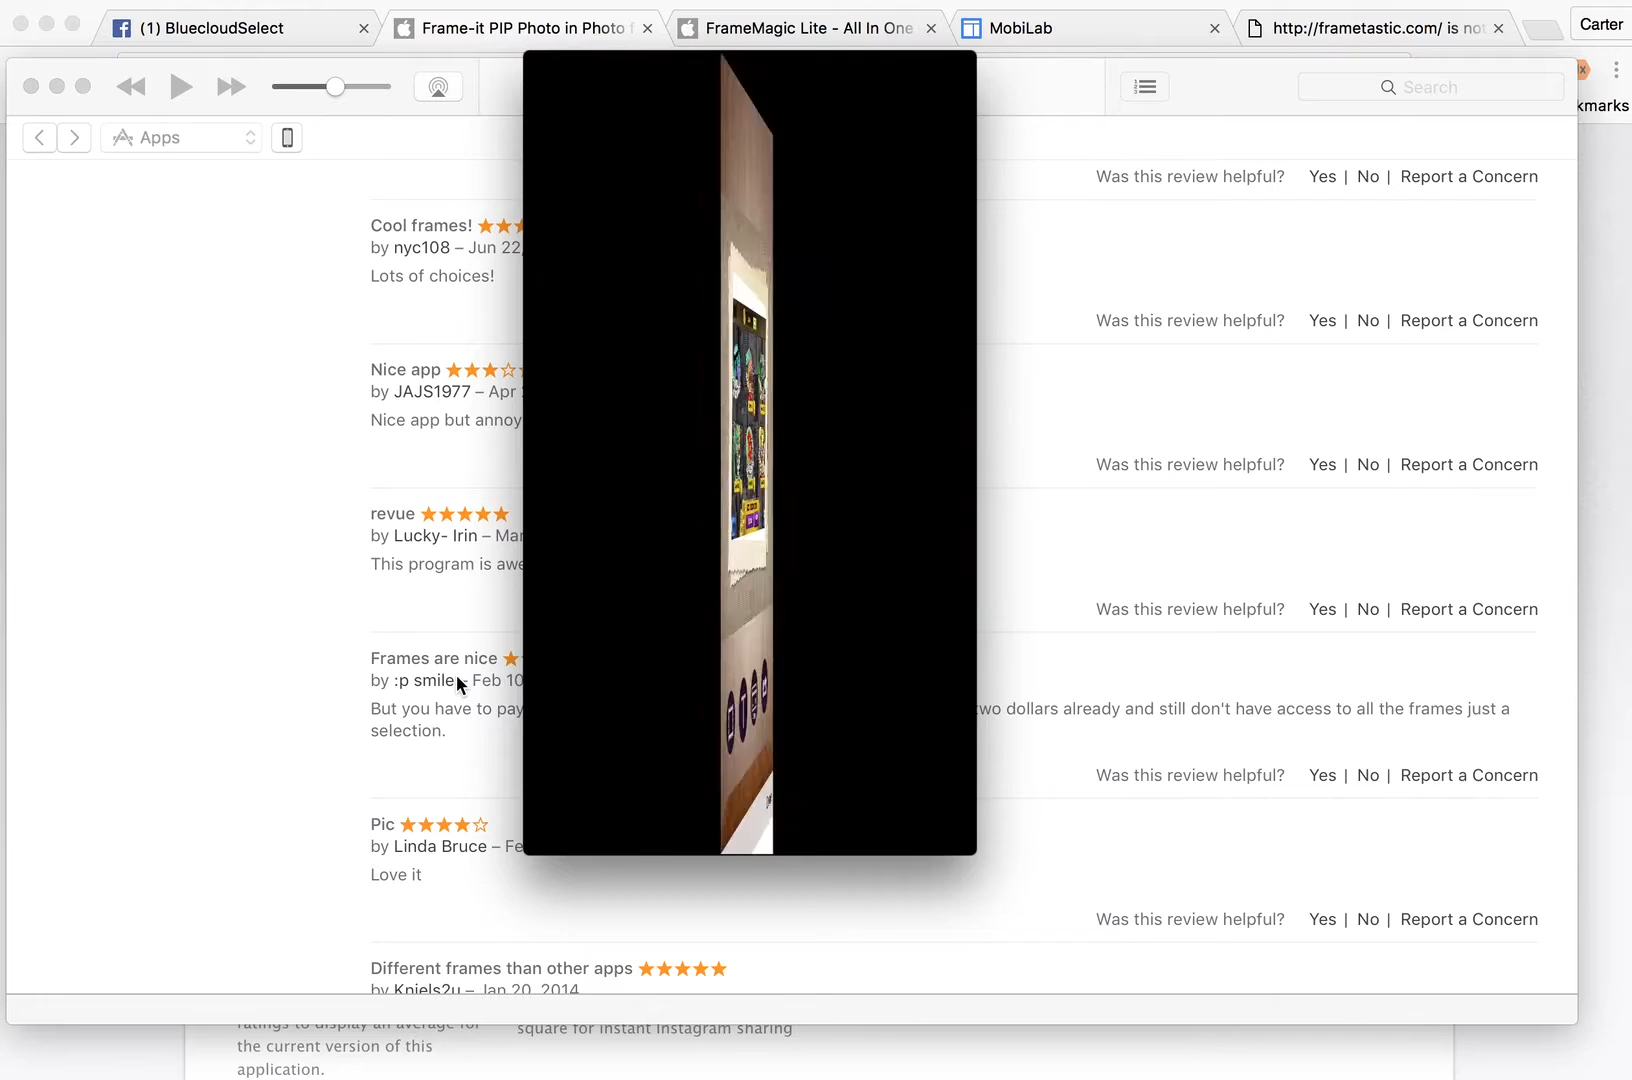 (1) BluecloudSelect
Frame-it PIP Photo in Photo f
FrameMagic Lite - All In One
MobiLab
http://frametastic.com/ is not
Carter
Search
kmarks
Apps
Was this review helpful? Yes | No | Report a Concern
Cool frames!
by nyc108 – Jun 22,
Lots of choices!
Was this review helpful? Yes | No | Report a Concern
Nice app
by JAJS1977 – Apr
Nice app but annoy
Was this review helpful? Yes | No | Report a Concern
revue
by Lucky- Irin – Mar
This program is awe
Was this review helpful? Yes | No | Report a Concern
Frames are nice
by :p smile – Feb 10
But you have to pay two dollars already and still don't have access to all the frames just a
selection.
Was this review helpful? Yes | No | Report a Concern
Pic
by Linda Bruce – Fe
Love it
Was this review helpful? Yes | No | Report a Concern
Different frames than other apps
by Kniels2u – Jan 20, 2014
ratings to display an average for
square for instant Instagram sharing
the current version of this
application.